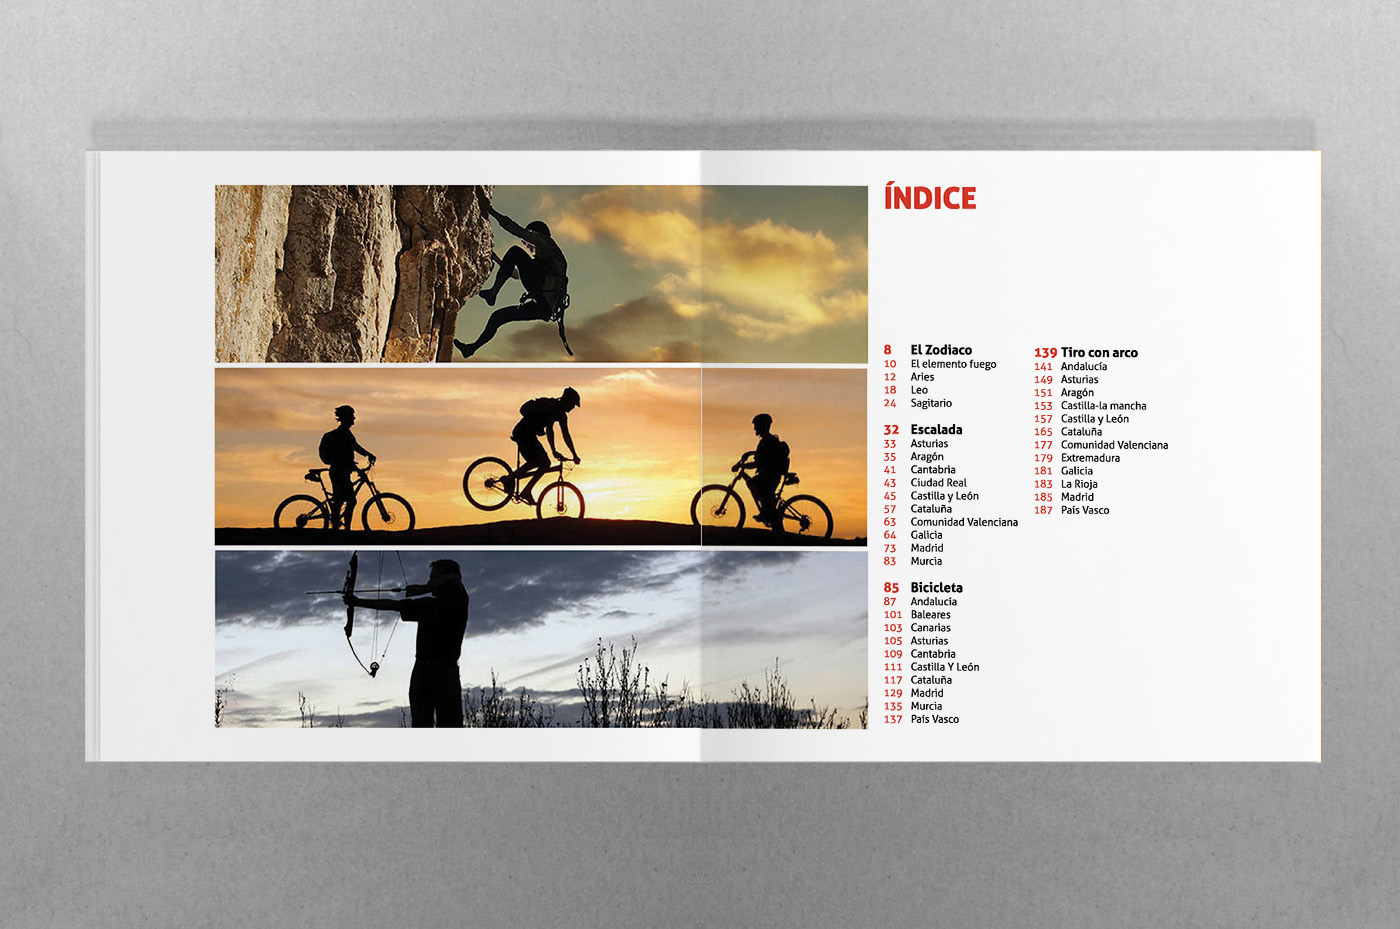 ÍNDICE
8 El Zodiaco
10 El elemento fuego
12 Aries
18 Leo
24 Sagitario
32 Escalada
33 Asturias
35 Aragón
41 Cantabria
43 Ciudad Real
45 Castilla y León
57 Cataluña
63 Comunidad Valenciana
64 Galicia
73 Madrid
83 Murcia
85 Bicicleta
87 Andalucía
101 Baleares
103 Canarias
105 Asturias
109 Cantabria
111 Castilla Y León
117 Cataluña
129 Madrid
135 Murcia
137 País Vasco
139 Tiro con arco
141 Andalucía
149 Asturias
151 Aragón
153 Castilla-la mancha
157 Castilla y León
165 Cataluña
177 Comunidad Valenciana
179 Extremadura
181 Galicia
183 La Rioja
185 Madrid
187 País Vasco